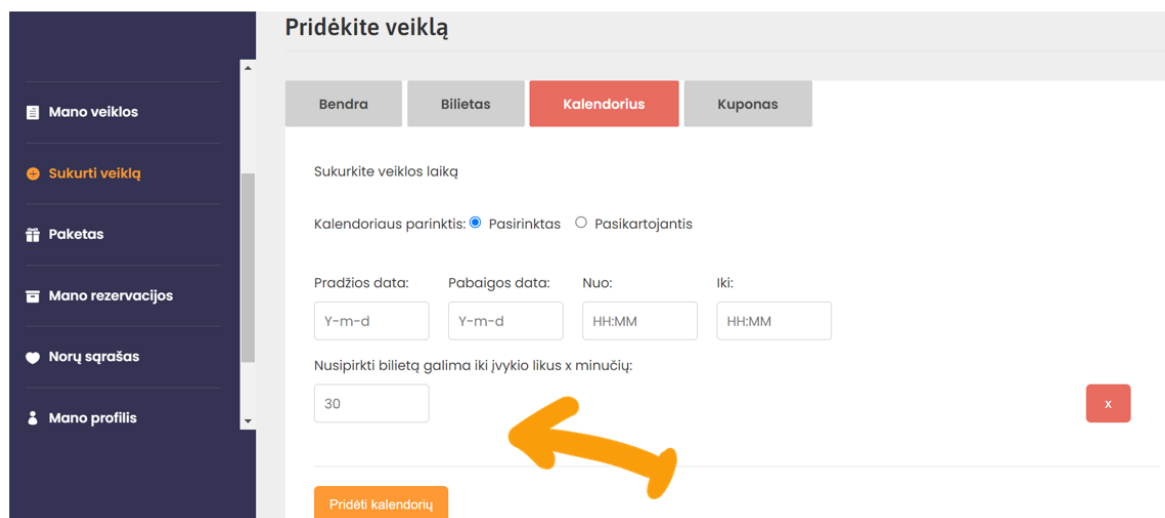 Pridėkite veiklą
Mano veiklos
Sukurti veiklą
Paketas
Mano rezervacijos
Norų sąrašas
Mano profilis
Bendra
Bilietas
Kalendorius
Kuponas
Sukurkite veiklos laiką
Kalendoriaus parinktis: Pasirinktas Pasikartojantis
Pradžios data: Pabaigos data: Nuo: Iki:
Y-m-d Y-m-d HH:MM HH:MM
Nusipirkti bilietą galima iki įvykio likus x minučių:
30
x
Pridėti kalendorių